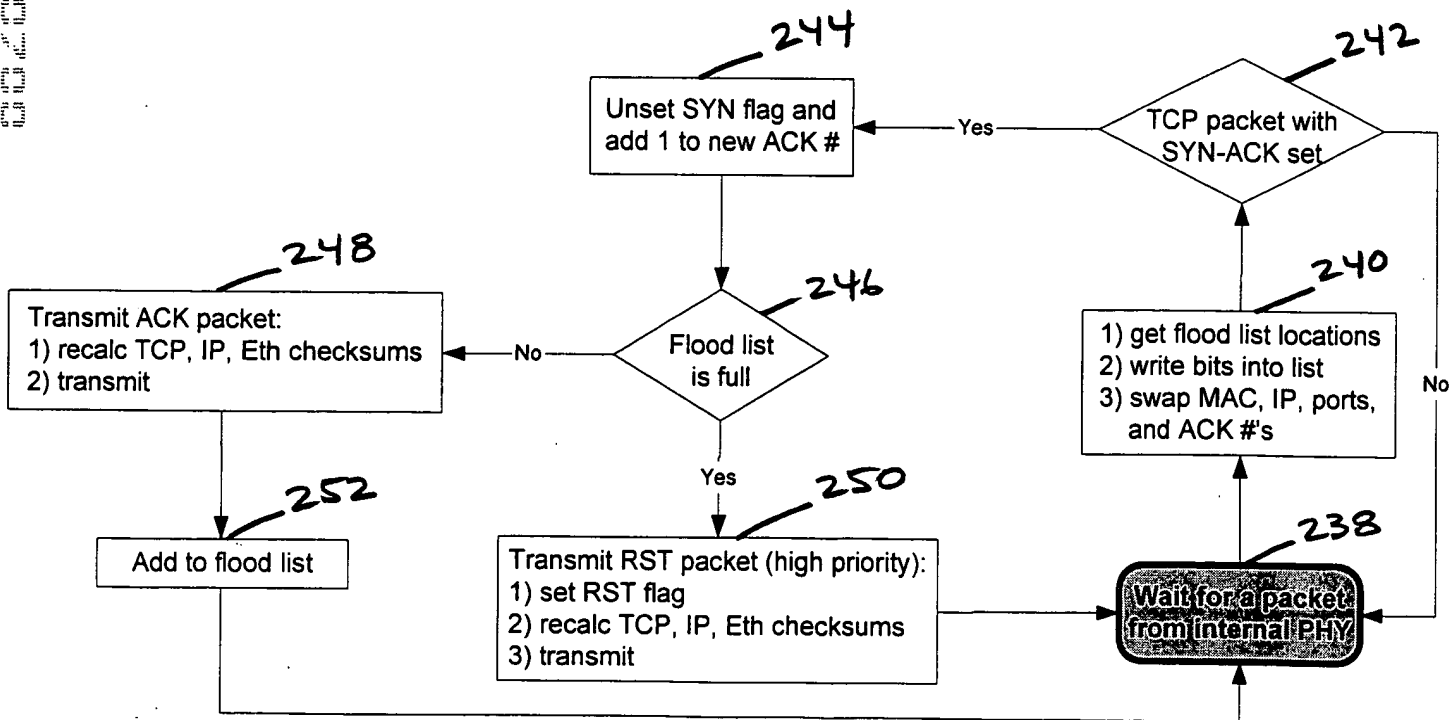 244
Unset SYN flag and
add 1 to new ACK #
Yes
242
TCP packet with
SYN-ACK set
No
248
Transmit ACK packet:
1) recalc TCP, IP, Eth checksums
2) transmit
No
246
Flood list
is full
Yes
240
1) get flood list locations
2) write bits into list
3) swap MAC, IP, ports,
and ACK #'s
252
Add to flood list
250
Transmit RST packet (high priority):
1) set RST flag
2) recalc TCP, IP, Eth checksums
3) transmit
238
Wait for a packet
from internal PHY